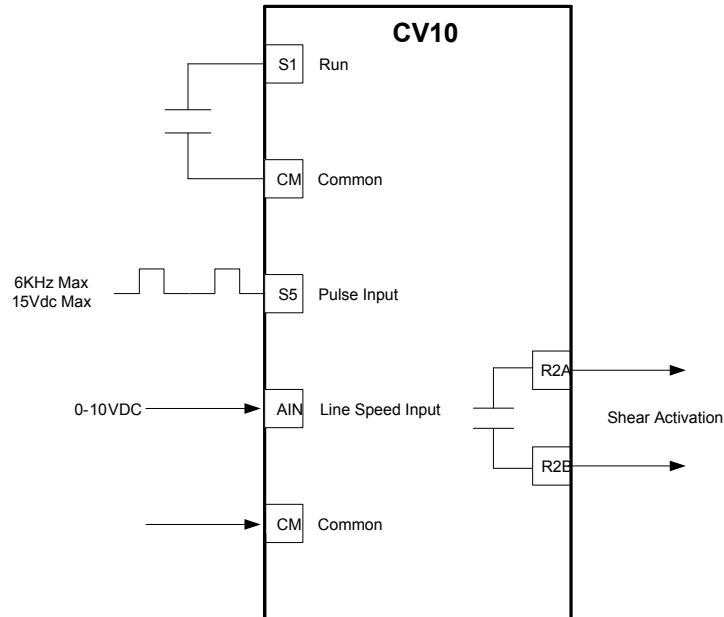 CV10
S1 Run
CM Common
6KHz Max
15Vdc Max
S5 Pulse Input
R2A
0-10VDC
AIN Line Speed Input
Shear Activation
R2B
CM Common